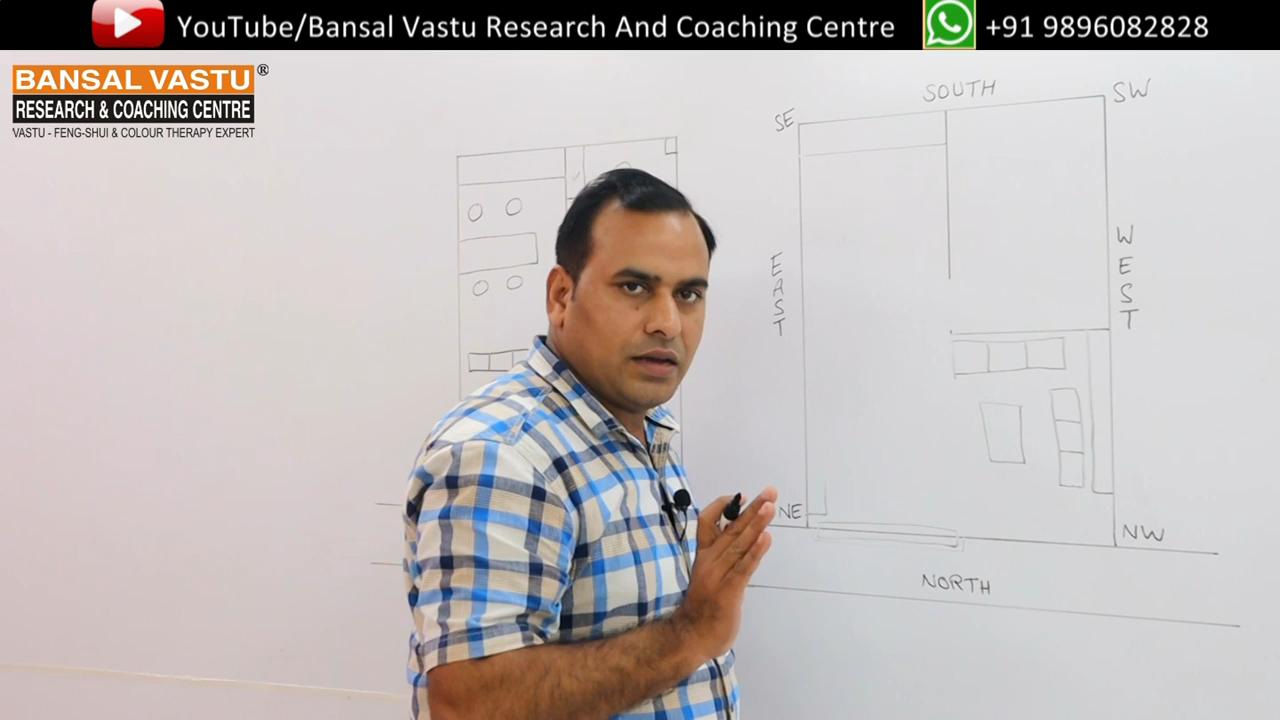 YouTube/Bansal Vastu Research And Coaching Centre
+91 9896082828
BANSAL VASTU®
RESEARCH & COACHING CENTRE
VASTU - FENG-SHUI & COLOUR THERAPY EXPERT
SOUTH
SW
SE
WEST
EAST
NE
NW
NORTH